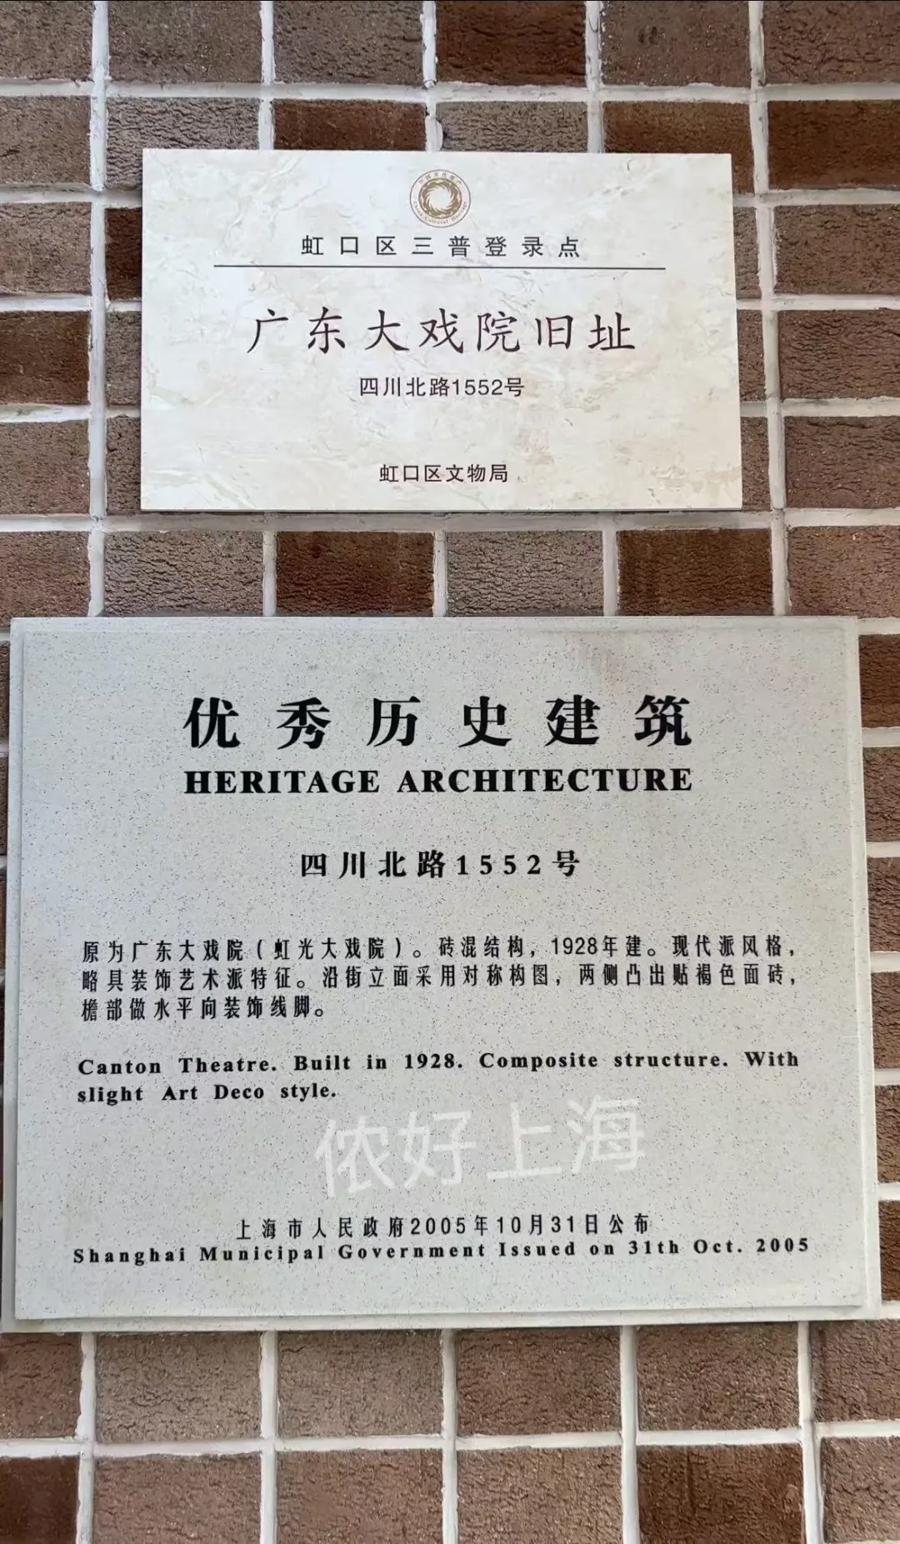 虹口区三普登录点
广东大戏院旧址
四川北路1552号
虹口区文物局
优秀历史建筑
HERITAGE ARCHITECTURE
四川北路1552号
原为广东大戏院(虹光大戏院)。砖混结构,1928年建。现代派风格,
略具装饰艺术派特征。沿街立面采用对称构图,两侧凸出贴褐色面砖,
檐部做水平向装饰线脚。
Canton Theatre. Built in 1928. Composite structure. With
slight Art Deco style.
侬好上海
上海市人民政府2005年10月31日公布
Shanghai Municipal Government Issued on 31th Oct. 2005